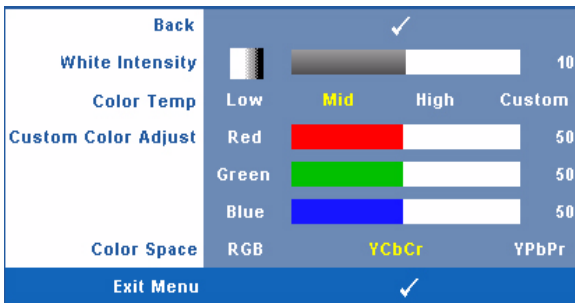 Back
White Intensity 10
Color Temp Low Mid High Custom
Custom Color Adjust Red 50
Green 50
Blue 50
Color Space RGB YCbCr YPbPr
Exit Menu